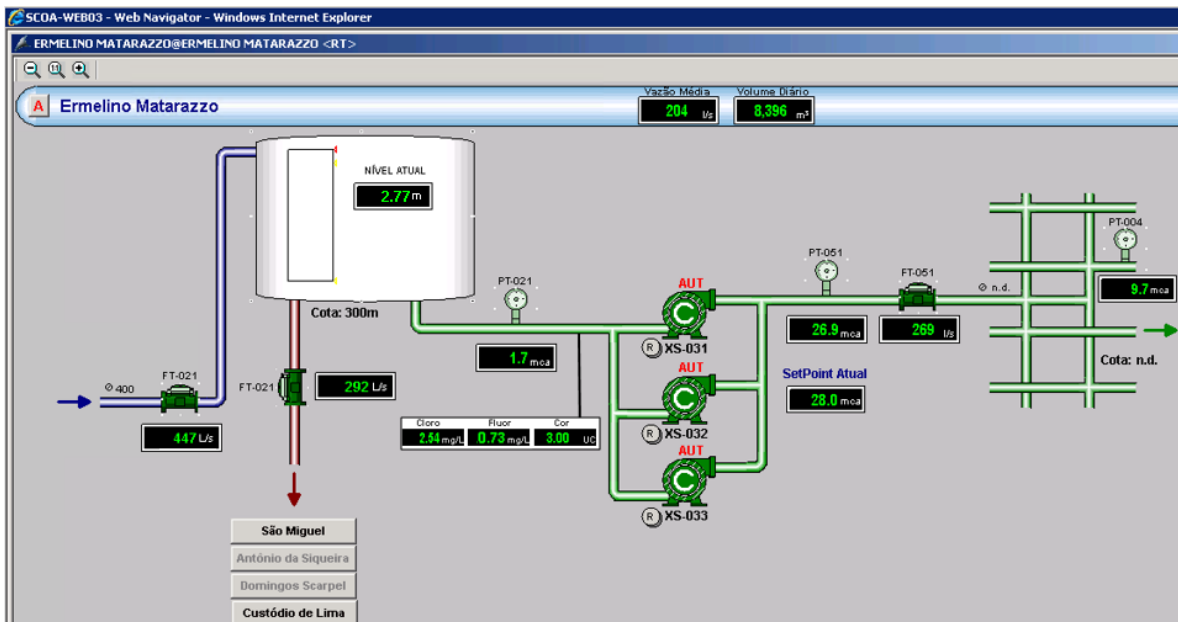 SCOA-WEB03 - Web Navigator - Windows Internet Explorer
ERMELINO MATARAZZO@ERMELINO MATARAZZO <RT>
A Ermelino Matarazzo
Vazão Média
204 l/s
Volume Diário
8,396 m³
NÍVEL ATUAL
2.77 m
Cota: 300m
∅ 400
FT-021
447 L/s
FT-021
292 L/s
São Miguel
António da Siqueira
Domingos Scarpel
Custódio de Lima
PT-021
1.7 mca
Cloro Fluor Cor
2.54 mg/L 0.73 mg/L 3.00 UC
AUT
C
R XS-031
AUT
C
R XS-032
AUT
C
R XS-033
PT-051
26.9 mca
SetPoint Atual
28.0 mca
FT-051
269 l/s
∅ n.d.
PT-004
9.7 mca
Cota: n.d.